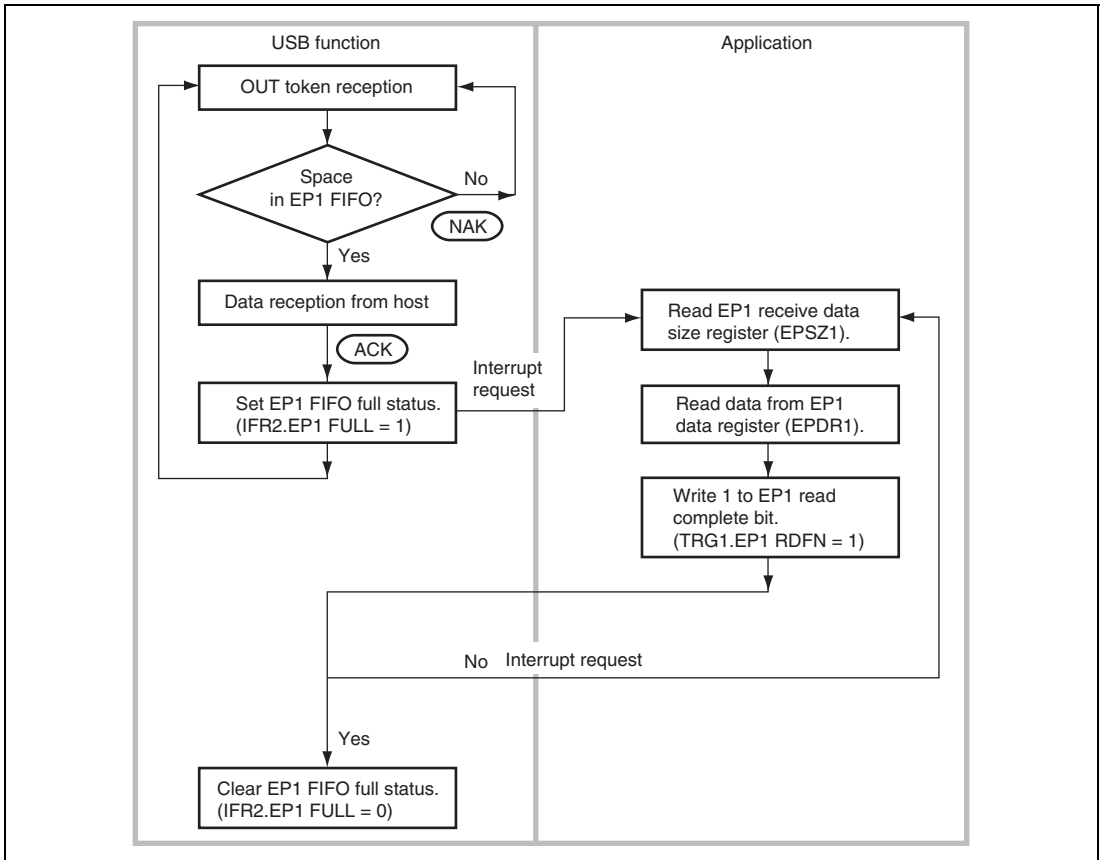 USB function
Application
OUT token reception
Space
in EP1 FIFO?
No
NAK
Yes
Data reception from host
ACK
Set EP1 FIFO full status.
(IFR2.EP1 FULL = 1)
Interrupt
request
Read EP1 receive data
size register (EPSZ1).
Read data from EP1
data register (EPDR1).
Write 1 to EP1 read
complete bit.
(TRG1.EP1 RDFN = 1)
No Interrupt request
Yes
Clear EP1 FIFO full status.
(IFR2.EP1 FULL = 0)